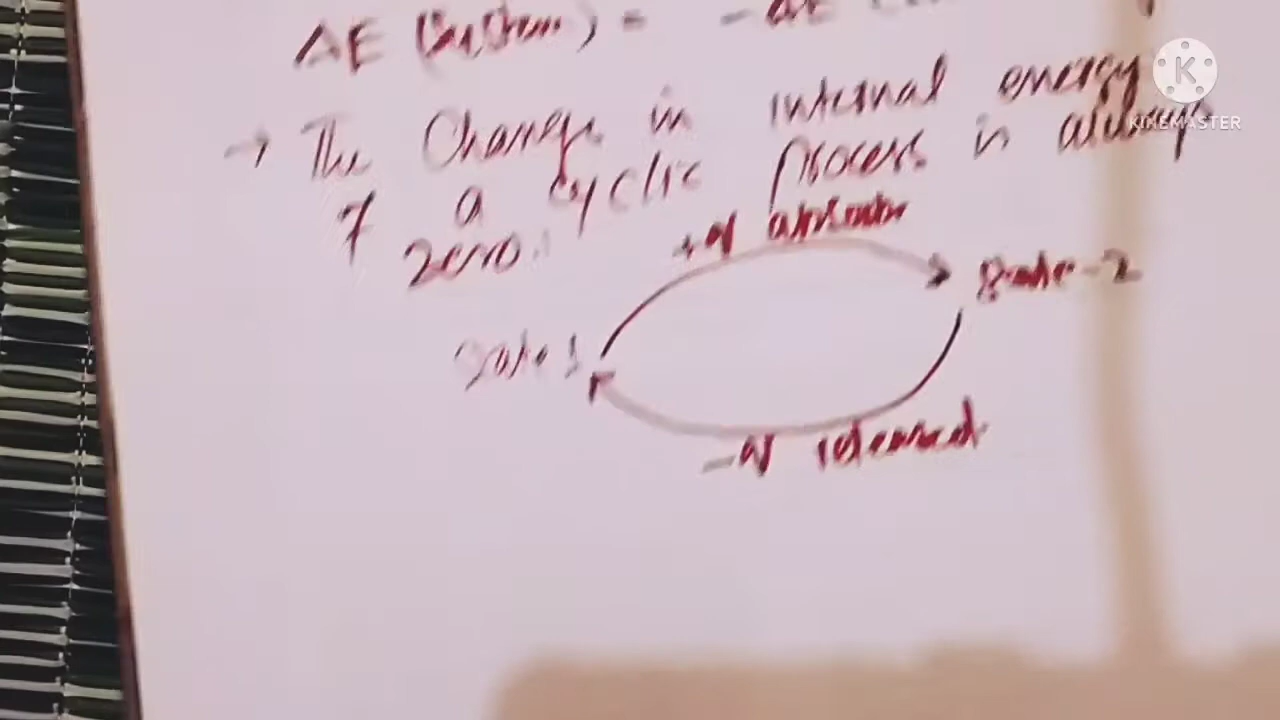 ΔE (System) = - ΔE
→ The Change in internal energy
of a cyclic process is always
zero.
+q absorb
State-2
State 1
-q released
KINEMASTER